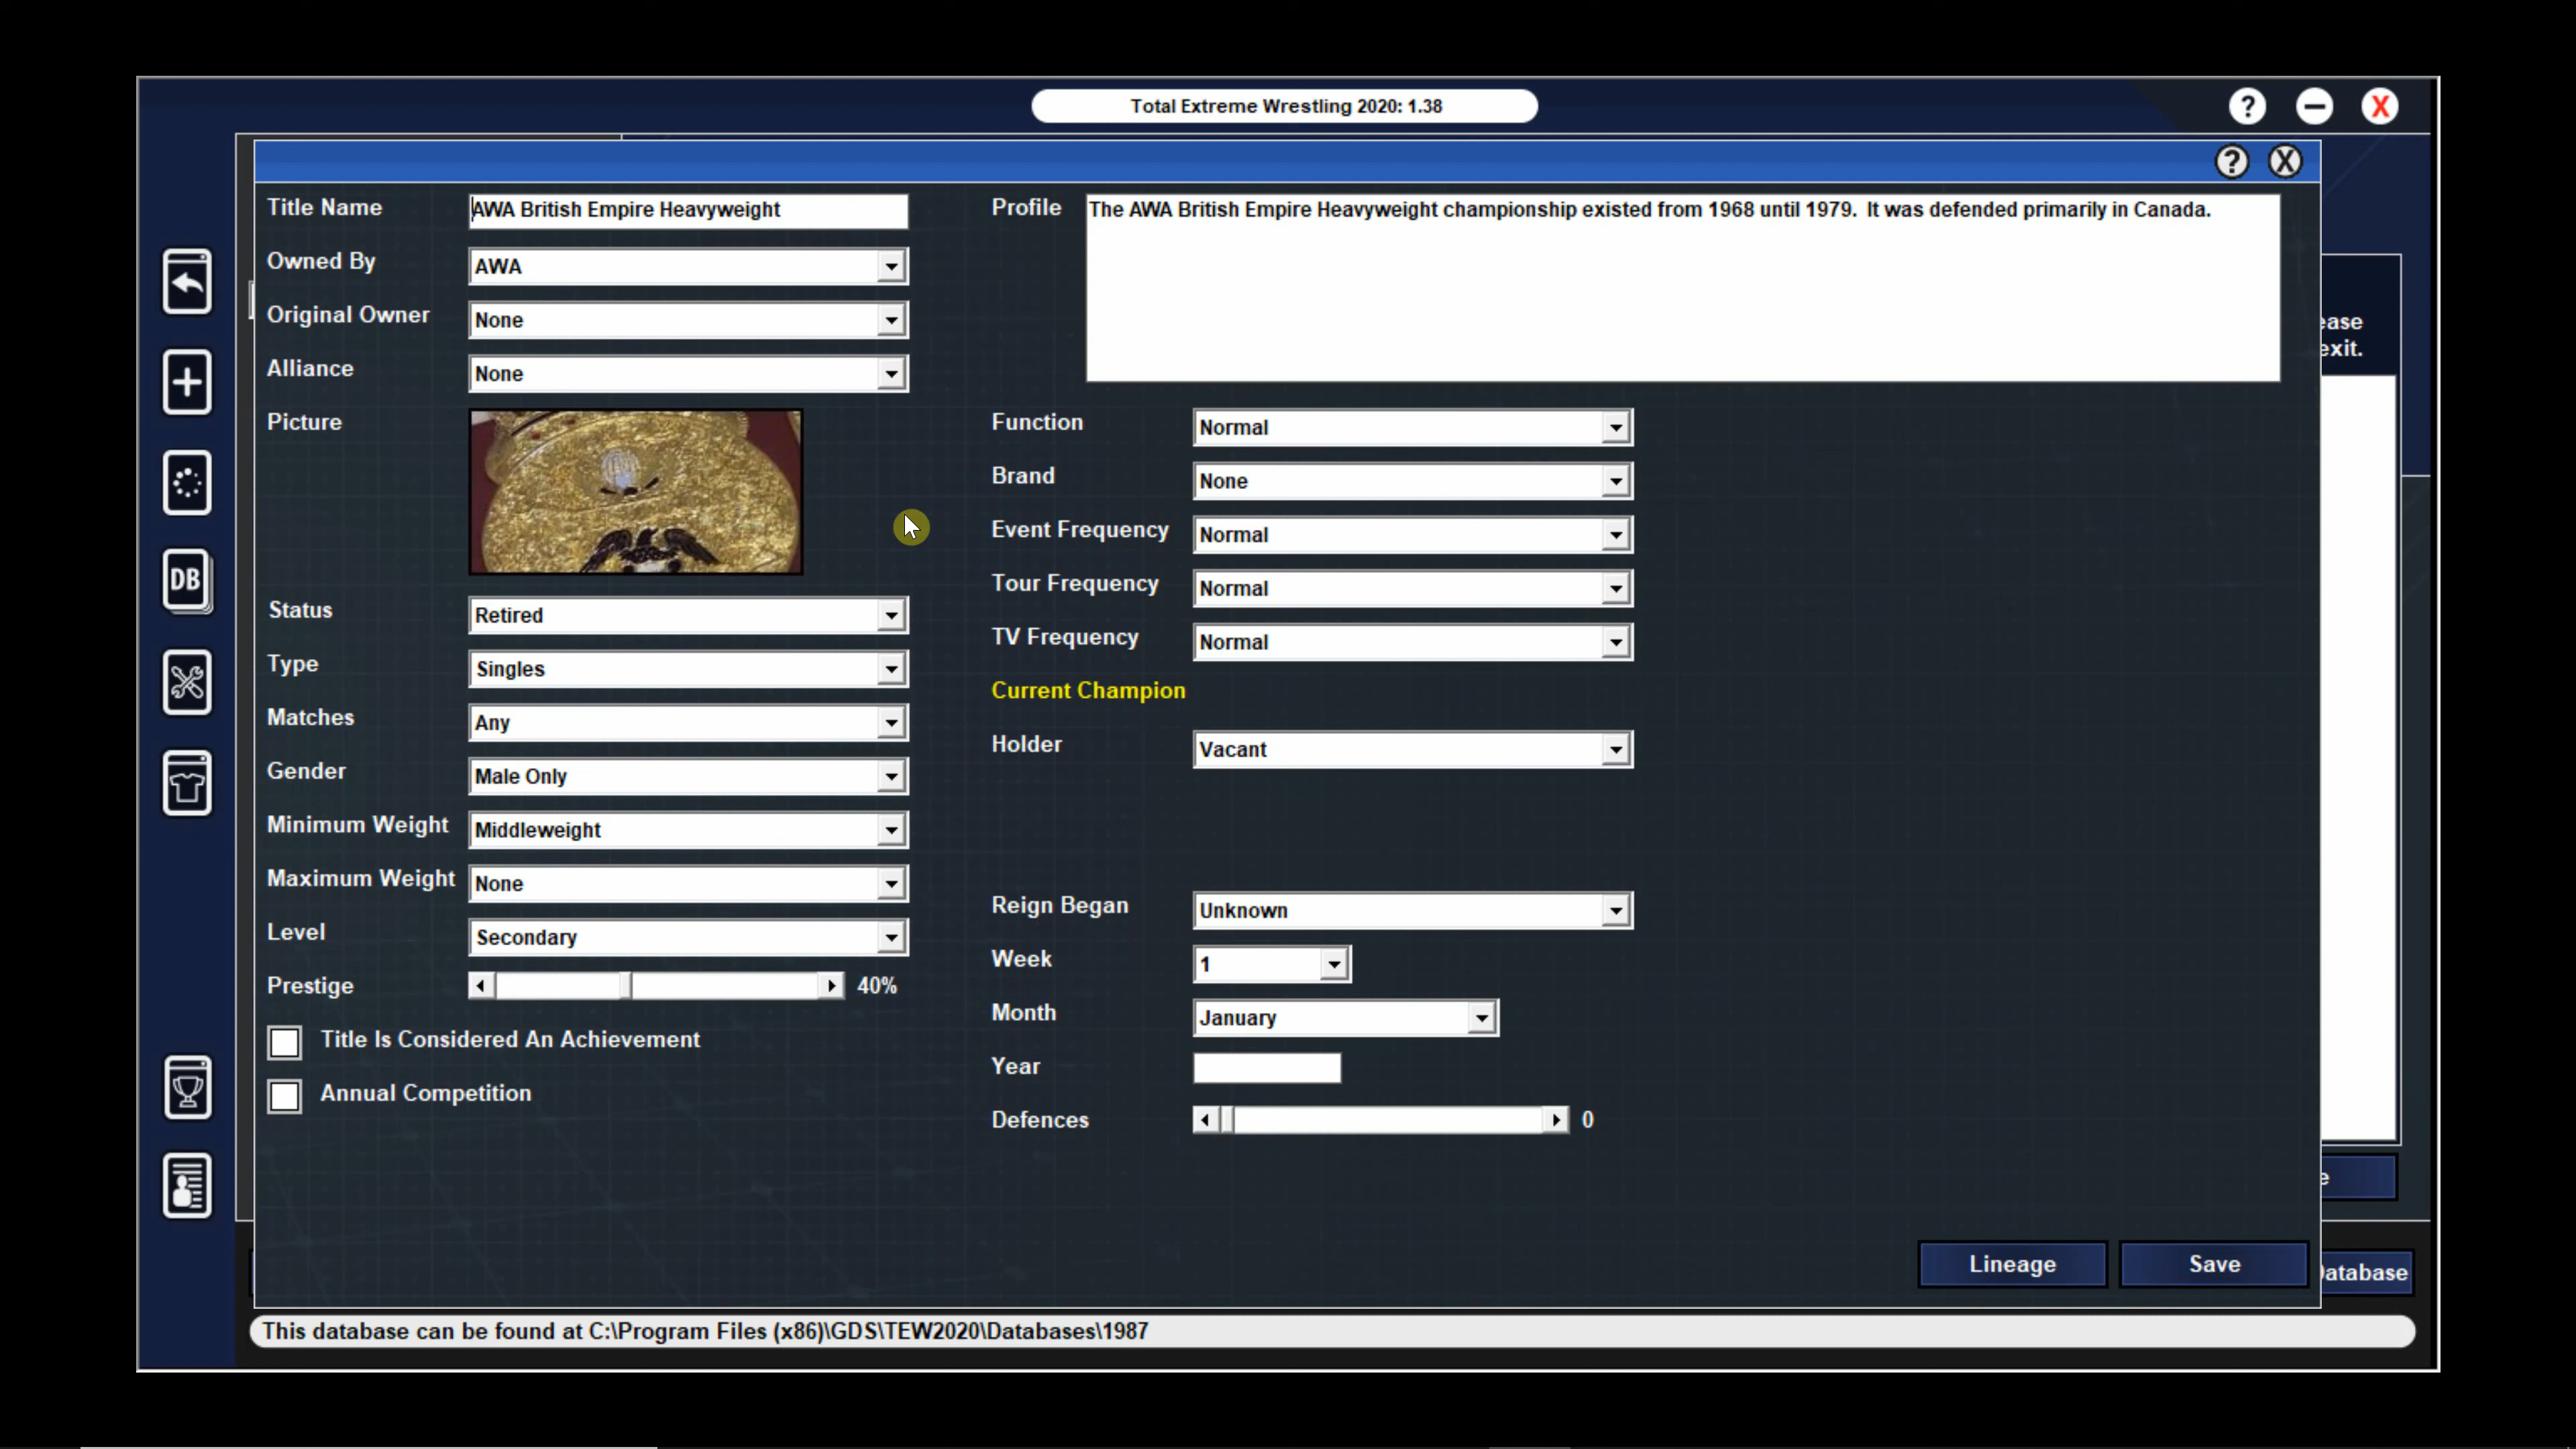 Total Extreme Wrestling 2020: 1.38
? X
? X
Title Name AWA British Empire Heavyweight
Owned By AWA
Original Owner None
Alliance None
Picture
Status Retired
Type Singles
Matches Any
Gender Male Only
Minimum Weight Middleweight
Maximum Weight None
Level Secondary
Prestige 40%
Title Is Considered An Achievement
Annual Competition
Profile The AWA British Empire Heavyweight championship existed from 1968 until 1979. It was defended primarily in Canada.
Function Normal
Brand None
Event Frequency Normal
Tour Frequency Normal
TV Frequency Normal
Current Champion
Holder Vacant
Reign Began Unknown
Week 1
Month January
Year
Defences 0
Lineage Save
DB
ease
exit.
e
atabase
This database can be found at C:\Program Files (x86)\GDS\TEW2020\Databases\1987